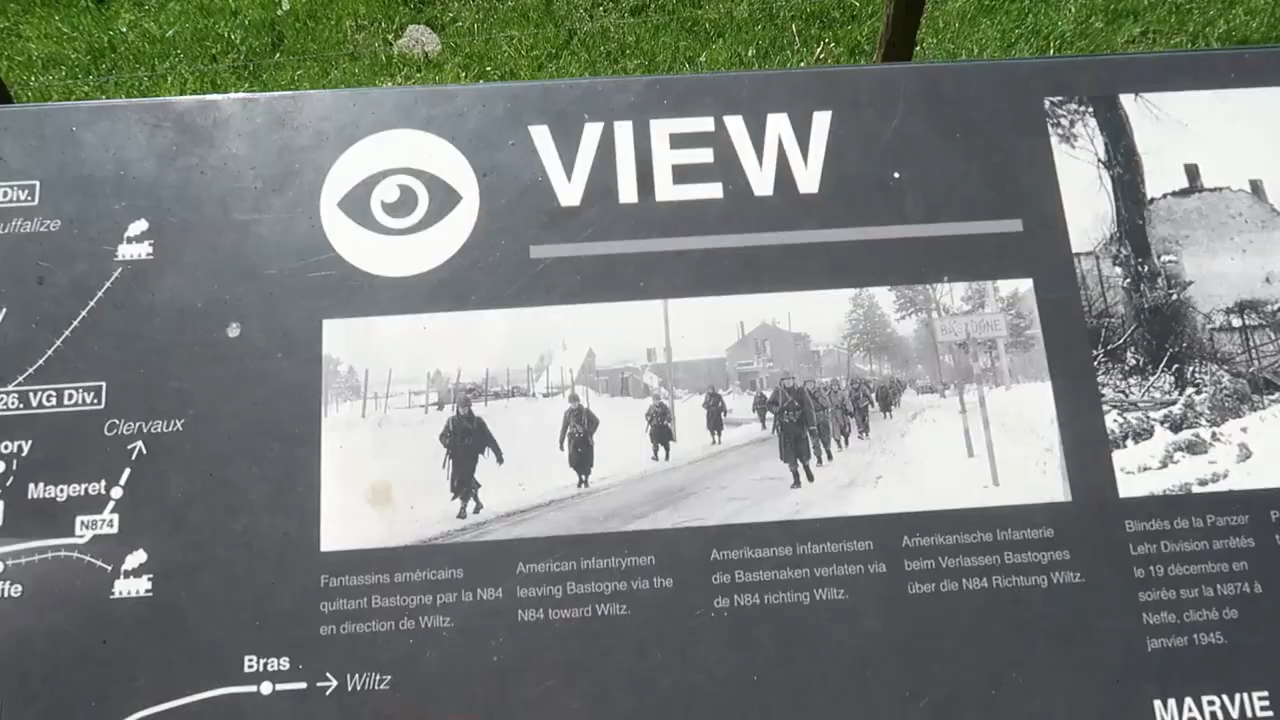 Div.
VIEW
BASTOGNE
26. VG Div.
Clervaux
Mageret
N874
Fantassins américains
quittant Bastogne par la N84
en direction de Wiltz.
American infantrymen
leaving Bastogne via the
N84 toward Wiltz.
Amerikaanse infanteristen
die Bastenaken verlaten via
de N84 richting Wiltz.
Amerikanische Infanterie
beim Verlassen Bastognes
über die N84 Richtung Wiltz.
Blindés de la Panzer
Lehr Division arrêtés
le 19 décembre en
soirée sur la N874 à
Neffe, cliché de
janvier 1945.
Bras
Wiltz
MARVIE